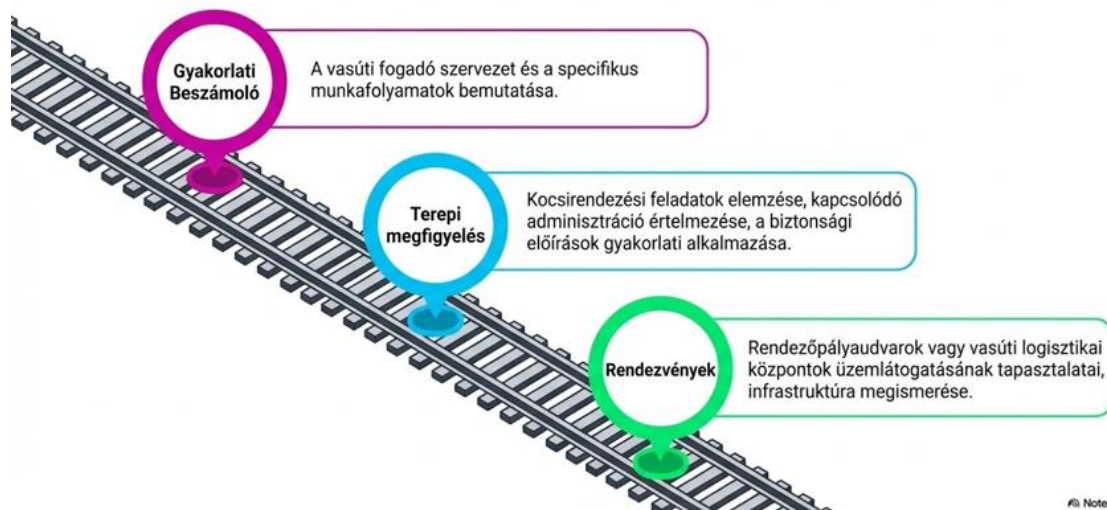 Gyakorlati
Beszámoló
A vasúti fogadó szervezet és a specifikus
munkafolyamatok bemutatása.
Terepi
megfigyelés
Kocsirendezési feladatok elemzése, kapcsolódó
adminisztráció értelmezése, a biztonsági
előírások gyakorlati alkalmazása.
Rendezvények
Rendezőpályaudvarok vagy vasúti logisztikai
központok üzemlátogatásának tapasztalatai,
infrastruktúra megismerése.
Note